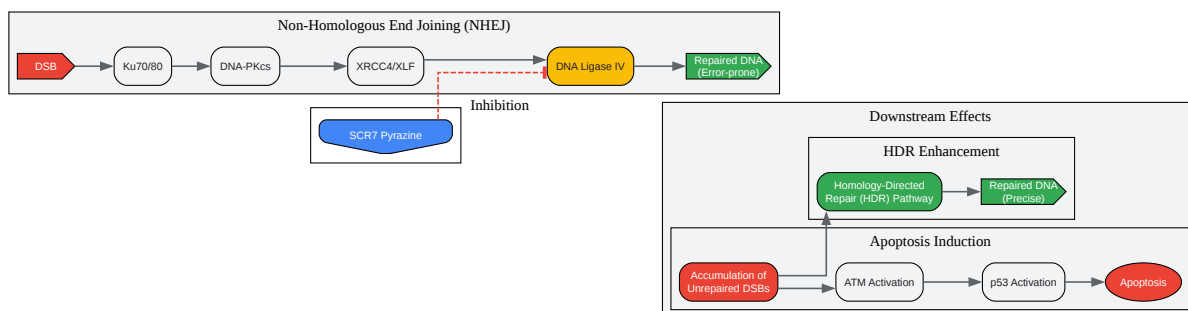 Non-Homologous End Joining (NHEJ)
DSB
Ku70/80
DNA-PKcs
XRCC4/XLF
DNA Ligase IV
Repaired DNA
(Error-prone)
Inhibition
SCR7 Pyrazine
Downstream Effects
HDR Enhancement
Homology-Directed
Repair (HDR) Pathway
Repaired DNA
(Precise)
Apoptosis Induction
Accumulation of
Unrepaired DSBs
ATM Activation
p53 Activation
Apoptosis